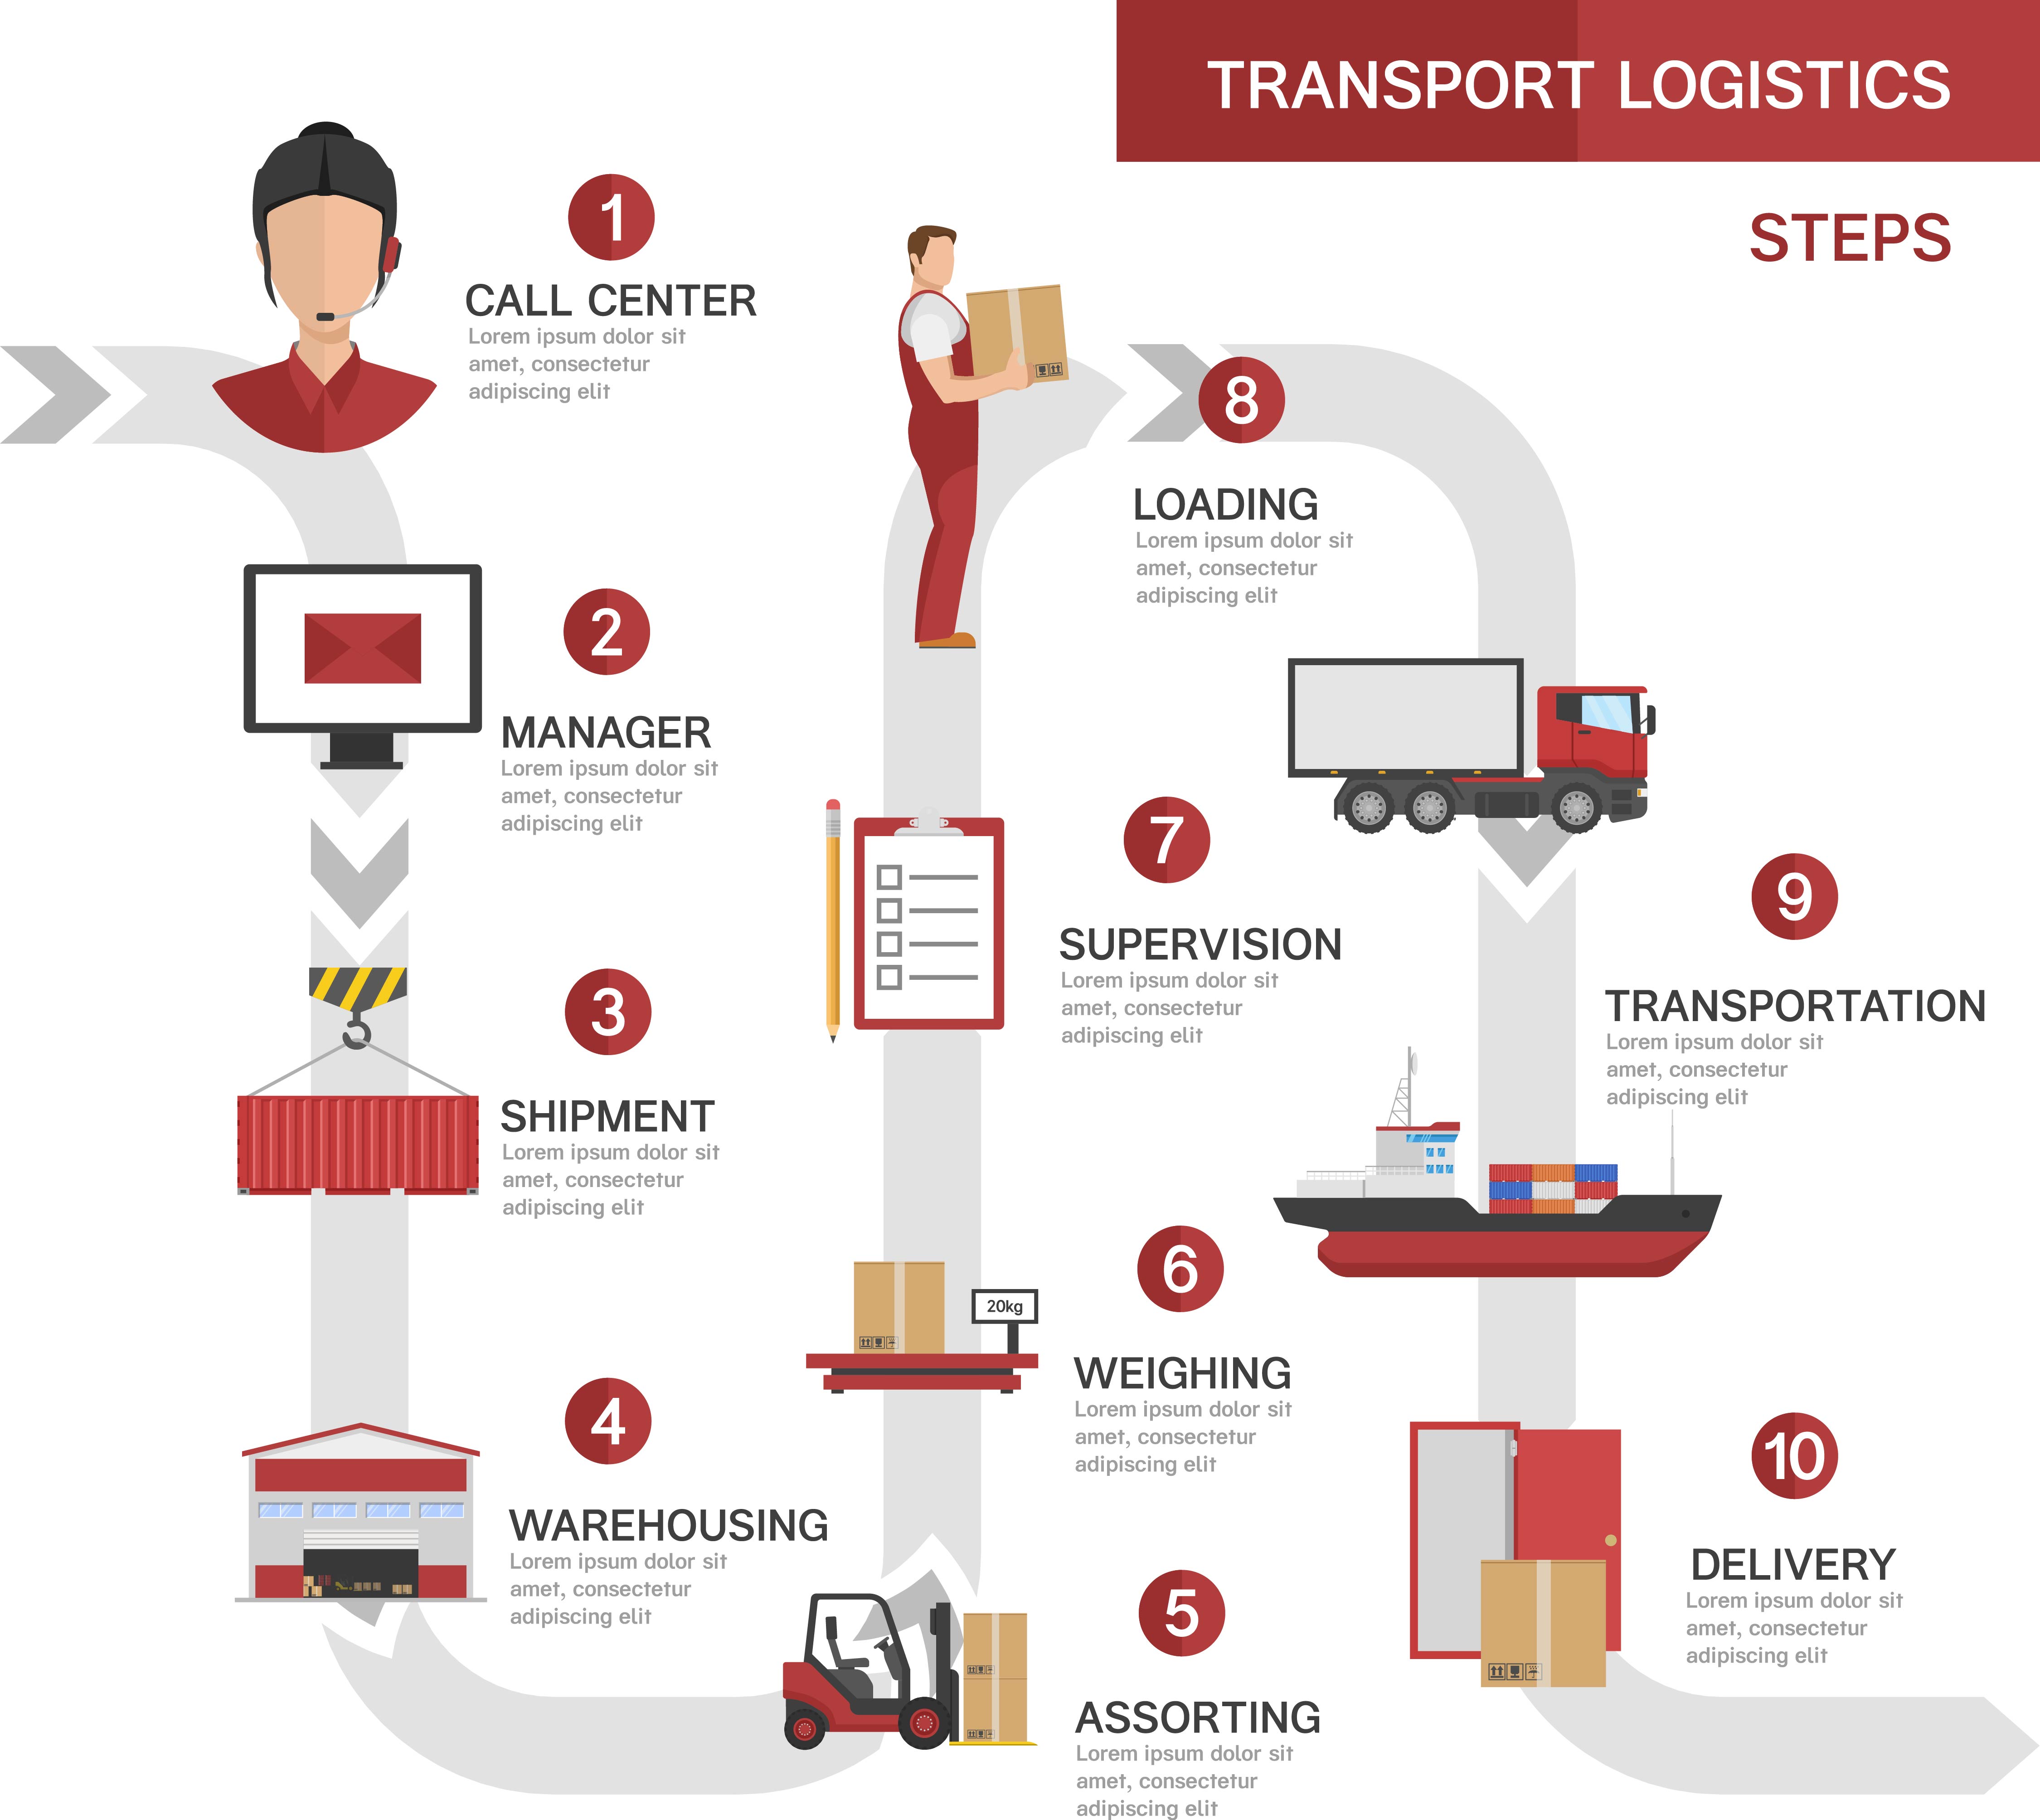 TRANSPORT LOGISTICS
STEPS
1
CALL CENTER
Lorem ipsum dolor sit
amet, consectetur
adipiscing elit
2
MANAGER
Lorem ipsum dolor sit
amet, consectetur
adipiscing elit
3
SHIPMENT
Lorem ipsum dolor sit
amet, consectetur
adipiscing elit
4
WAREHOUSING
Lorem ipsum dolor sit
amet, consectetur
adipiscing elit
5
ASSORTING
Lorem ipsum dolor sit
amet, consectetur
adipiscing elit
6
20kg
WEIGHING
Lorem ipsum dolor sit
amet, consectetur
adipiscing elit
7
SUPERVISION
Lorem ipsum dolor sit
amet, consectetur
adipiscing elit
8
LOADING
Lorem ipsum dolor sit
amet, consectetur
adipiscing elit
9
TRANSPORTATION
Lorem ipsum dolor sit
amet, consectetur
adipiscing elit
10
DELIVERY
Lorem ipsum dolor sit
amet, consectetur
adipiscing elit